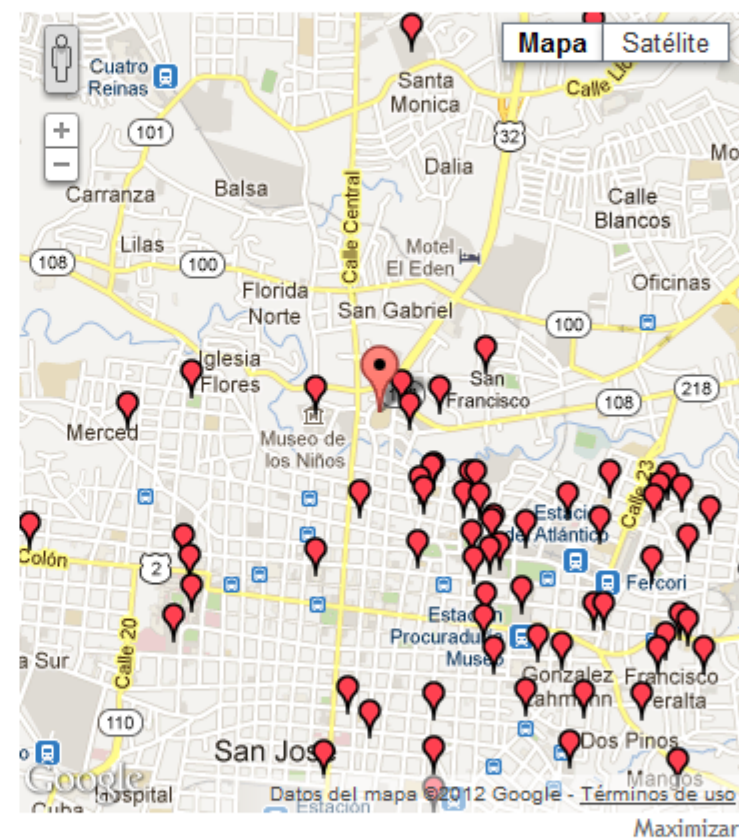 Mapa
Satélite
Cuatro
Reinas
Santa
Monica
101
32
Dalia
Mo
Carranza
Balsa
Calle Central
Calle
Blancos
Lilas
108
100
Motel
El Eden
Florida
Norte
San Gabriel
Oficinas
100
Iglesia
Flores
San
Francisco
108
218
Merced
Museo de
los Niños
Calle 23
del Atlántico
Colón
2
Fercori
Estación
Procuraduría
Museo
a Sur
Calle 20
Gonzalez
Lahmann
Francisco
Peralta
110
San José
Dos Pinos
o
Google
Hospital
Mangos
Datos del mapa ©2012 Google - Términos de uso
Cuba
Estación
Maximizar